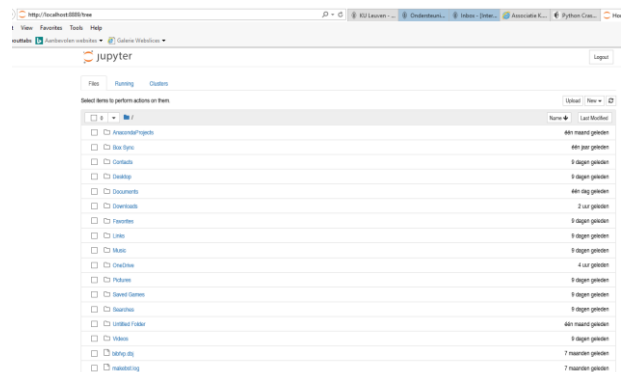 http://localhost:8889/tree
KU Leuven - ...
Onderteuni...
Inbox - [Inter...
Associatie K...
Python Cras...
View Favorites Tools Help
Aanbevolen websites
Galerie Webslices
jupyter
Logout
Files Running Clusters
Select items to perform actions on them.
Upload New
/ Name Last Modified
AnacondaProjects één maand geleden
Box Sync één jaar geleden
Contacts 9 dagen geleden
Desktop 9 dagen geleden
Documents één dag geleden
Downloads 2 uur geleden
Favorites 9 dagen geleden
Links 9 dagen geleden
Music 9 dagen geleden
OneDrive 4 uur geleden
Pictures 9 dagen geleden
Saved Games 9 dagen geleden
Searches 9 dagen geleden
Untitled Folder één maand geleden
Videos 9 dagen geleden
7 maanden geleden
7 maanden geleden